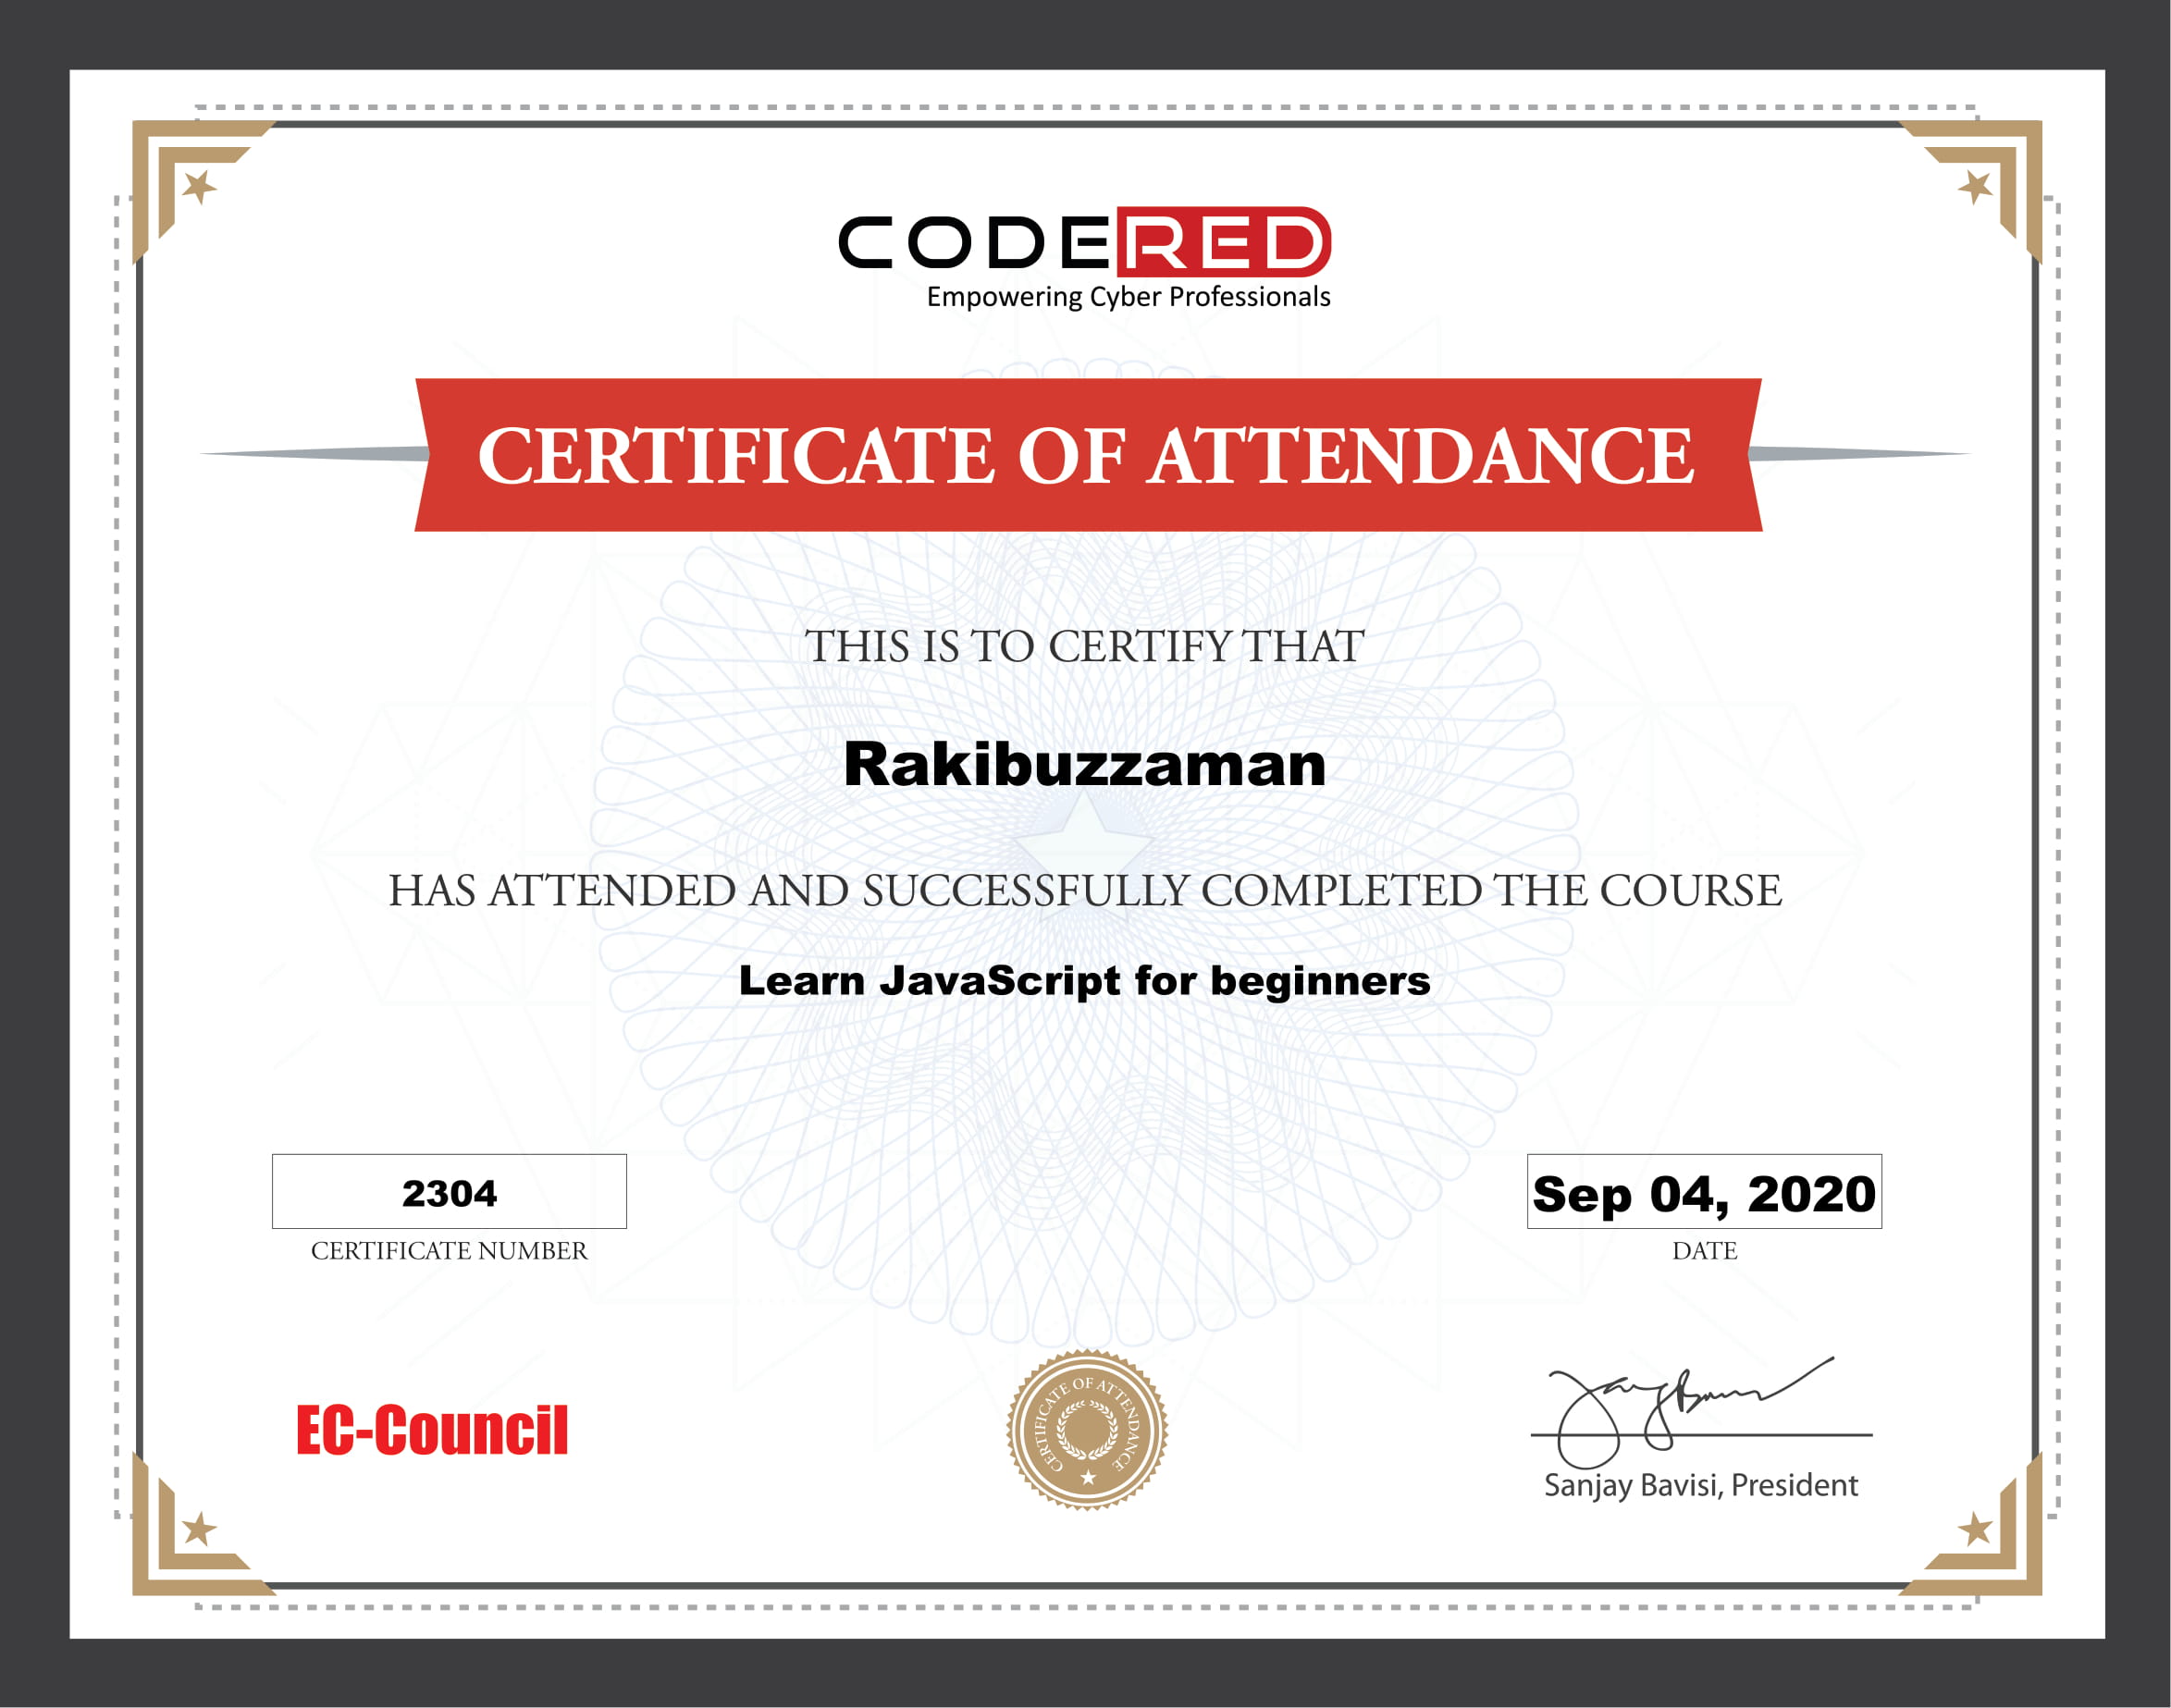 CODERED
Empowering Cyber Professionals
CERTIFICATE OF ATTENDANCE
THIS IS TO CERTIFY THAT
Rakibuzzaman
HAS ATTENDED AND SUCCESSFULLY COMPLETED THE COURSE
Learn JavaScript for beginners
2304
CERTIFICATE NUMBER
Sep 04, 2020
DATE
EC-Council
CERTIFICATE OF ATTENDANCE
Sanjay Bavisi, President